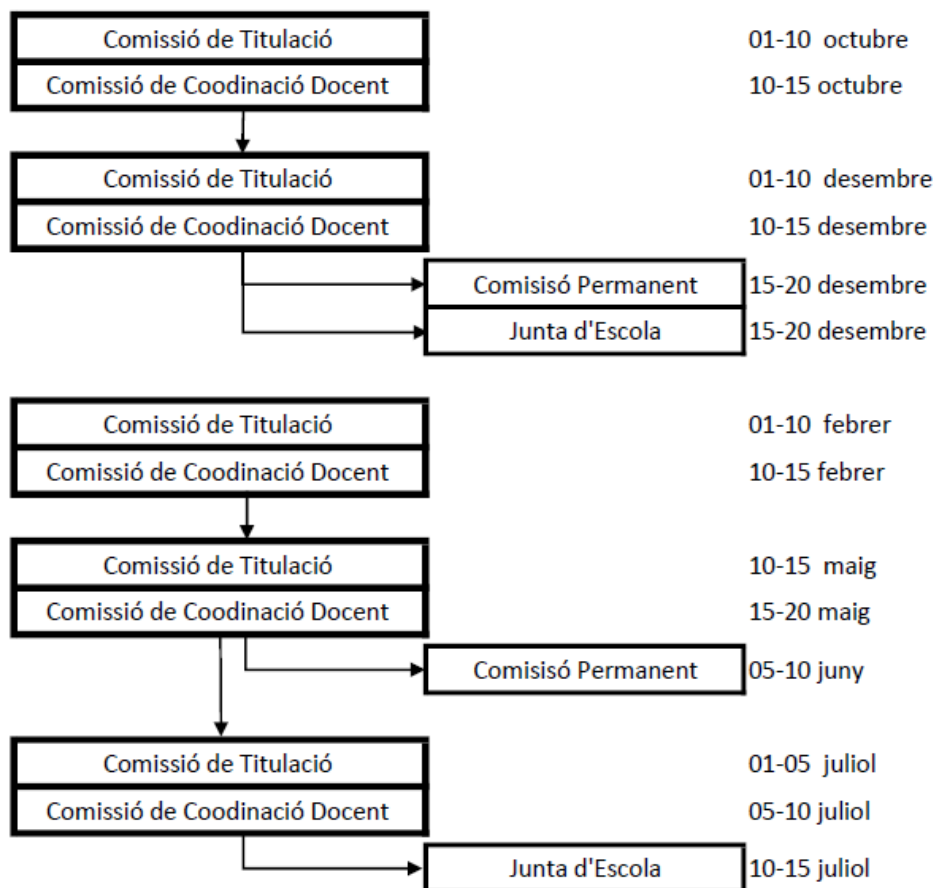 Comissió de Titulació 01-10 octubre
Comissió de Coodinació Docent 10-15 octubre
Comissió de Titulació 01-10 desembre
Comissió de Coodinació Docent 10-15 desembre
Comisisó Permanent 15-20 desembre
Junta d'Escola 15-20 desembre
Comissió de Titulació 01-10 febrer
Comissió de Coodinació Docent 10-15 febrer
Comissió de Titulació 10-15 maig
Comissió de Coodinació Docent 15-20 maig
Comisisó Permanent 05-10 juny
Comissió de Titulació 01-05 juliol
Comissió de Coodinació Docent 05-10 juliol
Junta d'Escola 10-15 juliol